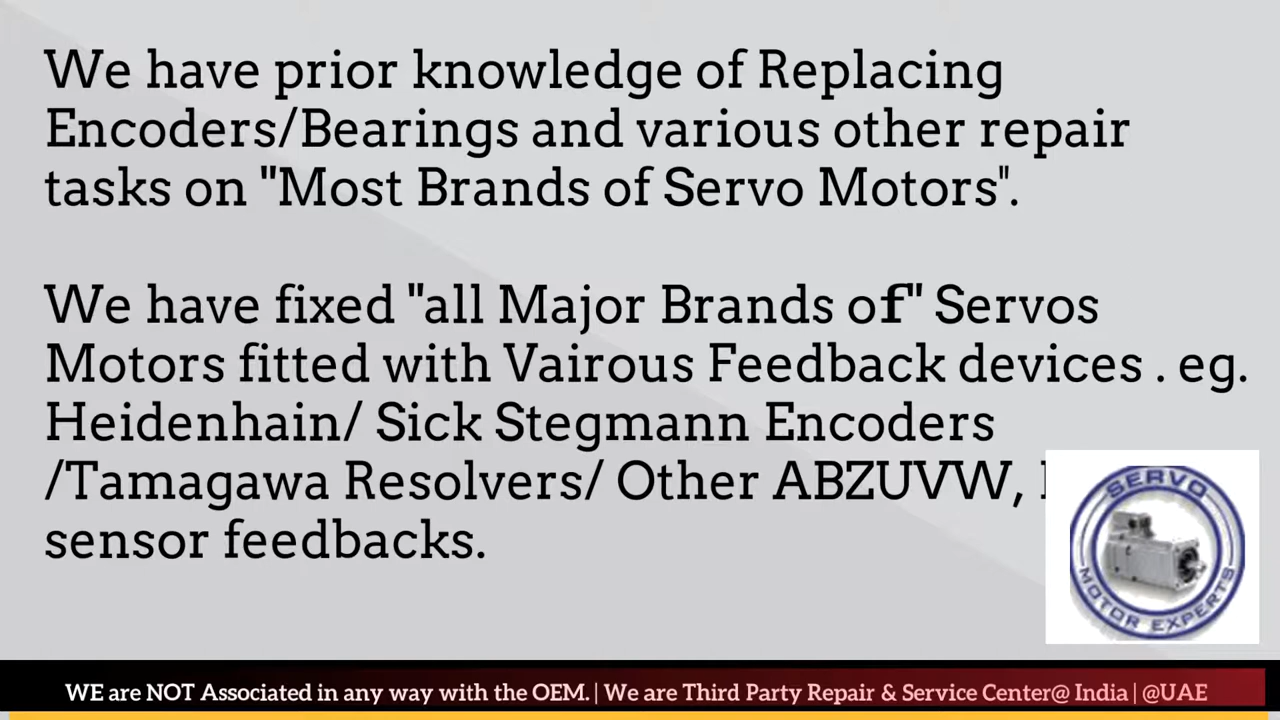 We have prior knowledge of Replacing
Encoders/Bearings and various other repair
tasks on "Most Brands of Servo Motors".
We have fixed "all Major Brands of" Servos
Motors fitted with Vairous Feedback devices . eg.
Heidenhain/ Sick Stegmann Encoders
/Tamagawa Resolvers/ Other ABZUVW,
sensor feedbacks.
SERVO
MOTOR EXPERTS
WE are NOT Associated in any way with the OEM. | We are Third Party Repair & Service Center@ India | @UAE